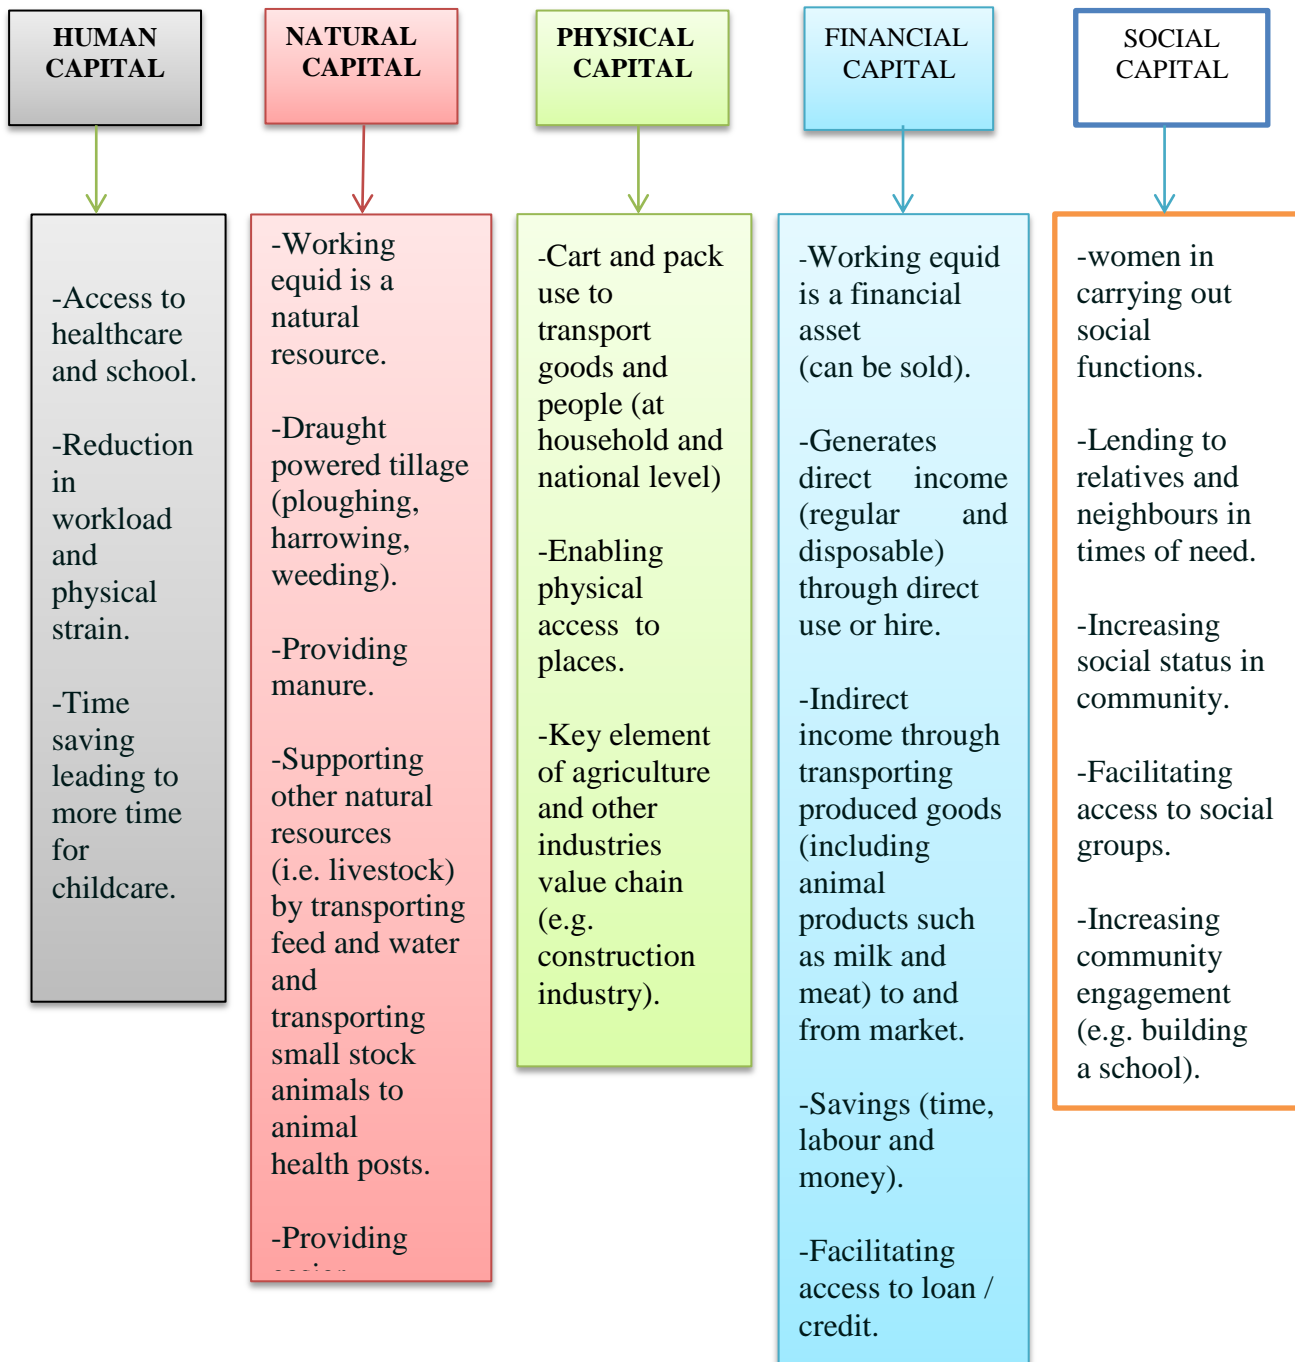 HUMAN
CAPITAL
-Access to
healthcare
and school.
-Reduction
in
workload
and
physical
strain.
-Time
saving
leading to
more time
for
childcare.
NATURAL
CAPITAL
-Working
equid is a
natural
resource.
-Draught
powered tillage
(ploughing,
harrowing,
weeding).
-Providing
manure.
-Supporting
other natural
resources
(i.e. livestock)
by transporting
feed and water
and
transporting
small stock
animals to
animal
health posts.
-Providing
PHYSICAL
CAPITAL
-Cart and pack
use to
transport
goods and
people (at
household and
national level)
-Enabling
physical
access to
places.
-Key element
of agriculture
and other
industries
value chain
(e.g.
construction
industry).
FINANCIAL
CAPITAL
-Working equid
is a financial
asset
(can be sold).
-Generates
direct income
(regular and
disposable)
through direct
use or hire.
-Indirect
income through
transporting
produced goods
(including
animal
products such
as milk and
meat) to and
from market.
-Savings (time,
labour and
money).
-Facilitating
access to loan /
credit.
SOCIAL
CAPITAL
-women in
carrying out
social
functions.
-Lending to
relatives and
neighbours in
times of need.
-Increasing
social status in
community.
-Facilitating
access to social
groups.
-Increasing
community
engagement
(e.g. building
a school).